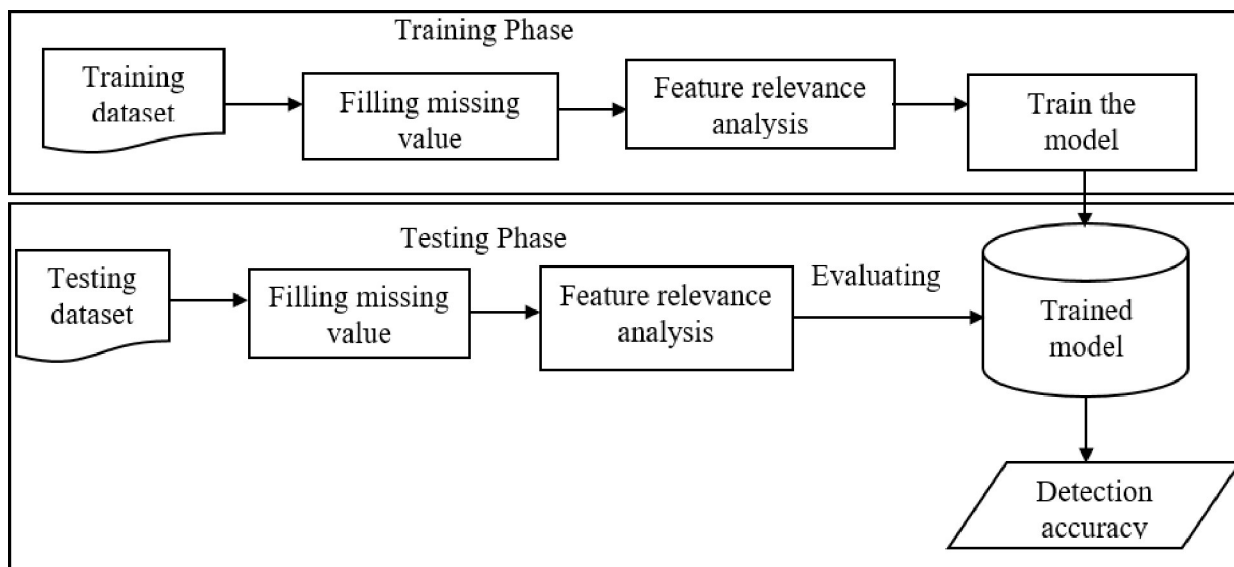 Training Phase
Training
dataset
Filling missing
value
Feature relevance
analysis
Train the
model
Testing Phase
Testing
dataset
Filling missing
value
Feature relevance
analysis
Evaluating
Trained
model
Detection
accuracy